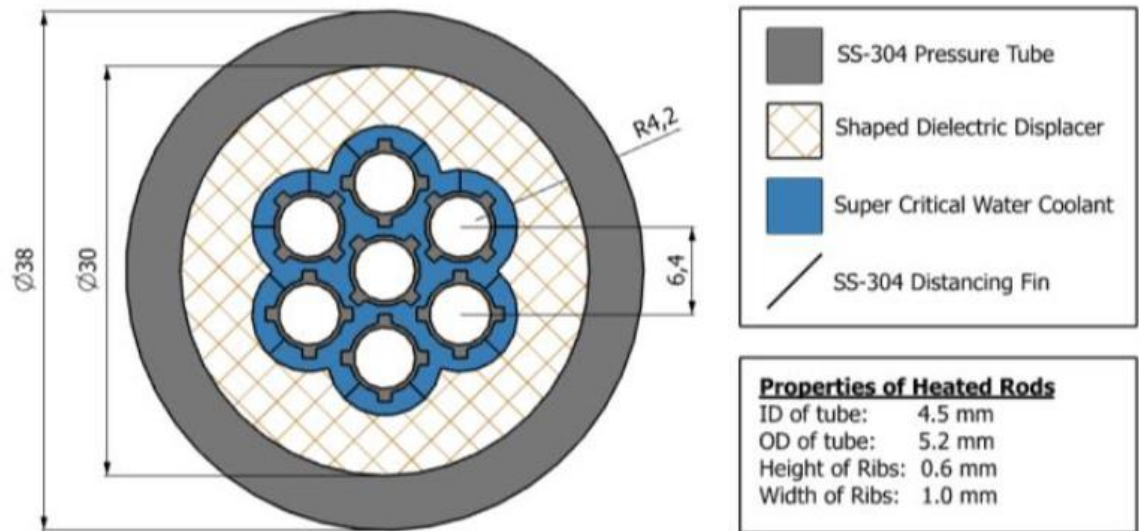 Ø38
Ø30
R4,2
6,4
SS-304 Pressure Tube
Shaped Dielectric Displacer
Super Critical Water Coolant
SS-304 Distancing Fin
Properties of Heated Rods
ID of tube: 4.5 mm
OD of tube: 5.2 mm
Height of Ribs: 0.6 mm
Width of Ribs: 1.0 mm